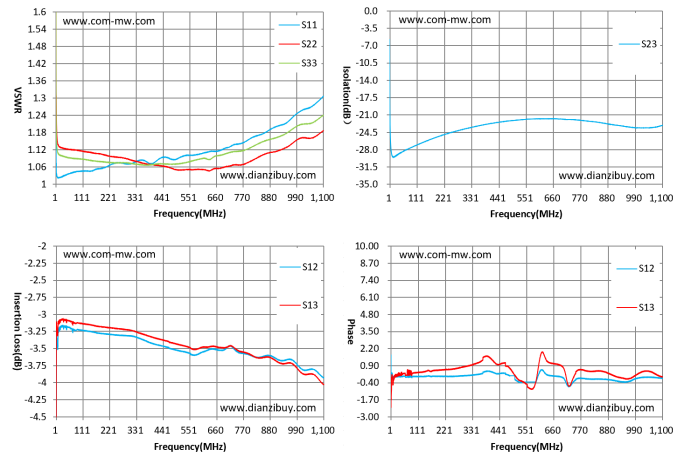 1.6
1.54
1.48
1.42
1.36
1.3
1.24
1.18
1.12
1.06
1
VSWR
www.com-mw.com
S11
S22
S33
www.dianzibuy.com
1 111 221 331 441 551 660 770 880 990 1,100
Frequency(MHz)
0.0
-3.5
-7.0
-10.5
-14.0
-17.5
-21.0
-24.5
-28.0
-31.5
-35.0
Isolation(dB)
www.com-mw.com
S23
www.dianzibuy.com
1 111 221 331 441 551 660 770 880 990 1,100
Frequency(MHz)
-2
-2.25
-2.5
-2.75
-3
-3.25
-3.5
-3.75
-4
-4.25
-4.5
Insertion Loss(dB)
www.com-mw.com
S12
S13
www.dianzibuy.com
1 111 221 331 441 551 660 770 880 990 1,100
Frequency(MHz)
10.00
8.70
7.40
6.10
4.80
3.50
2.20
0.90
-0.40
-1.70
-3.00
Phase
www.com-mw.com
S12
S13
www.dianzibuy.com
1 111 221 331 441 551 660 770 880 990 1,100
Frequency(MHz)